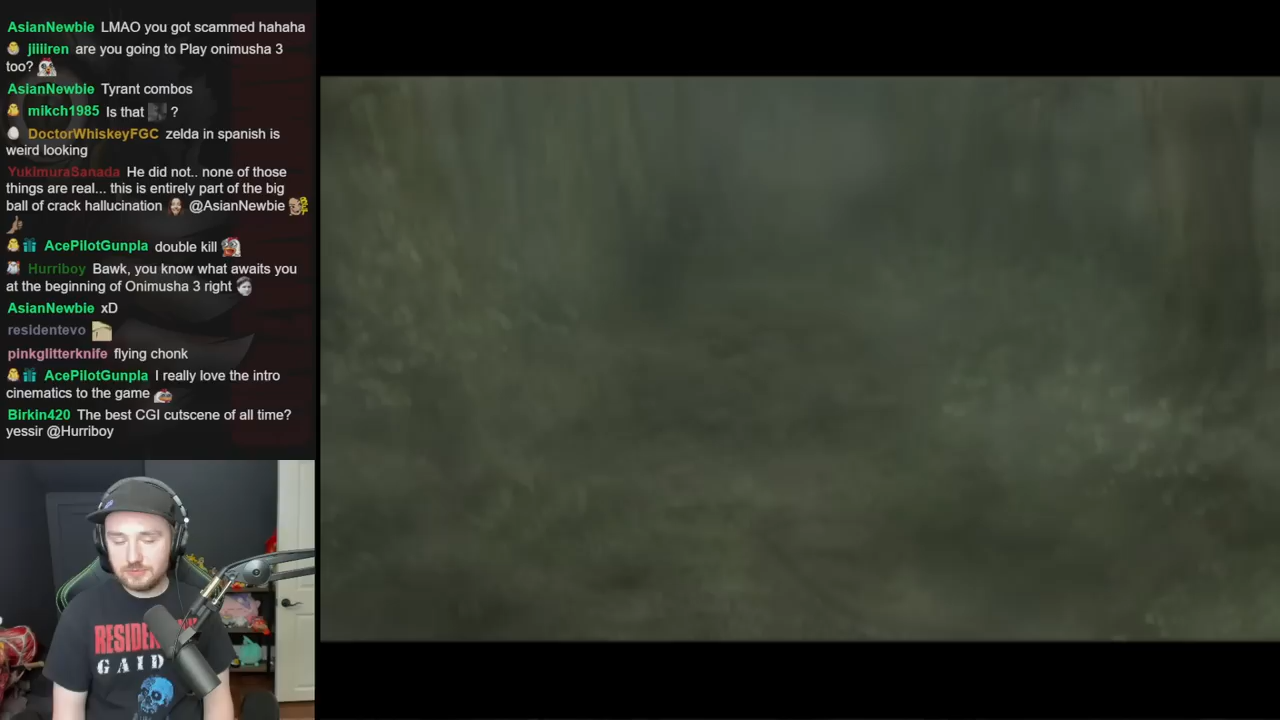 AsianNewbie LMAO you got scammed hahaha
jiiiiren are you going to Play onimusha 3
too?
AsianNewbie Tyrant combos
mikch1985 Is that ?
DoctorWhiskeyFGC zelda in spanish is
weird looking
YukimuraSanada He did not.. none of those
things are real... this is entirely part of the big
ball of crack hallucination @AsianNewbie
AcePilotGunpla double kill
Hurriboy Bawk, you know what awaits you
at the beginning of Onimusha 3 right
AsianNewbie xD
residentevo
pinkglitterknife flying chonk
AcePilotGunpla I really love the intro
cinematics to the game
Birkin420 The best CGI cutscene of all time?
yessir @Hurriboy
GAID